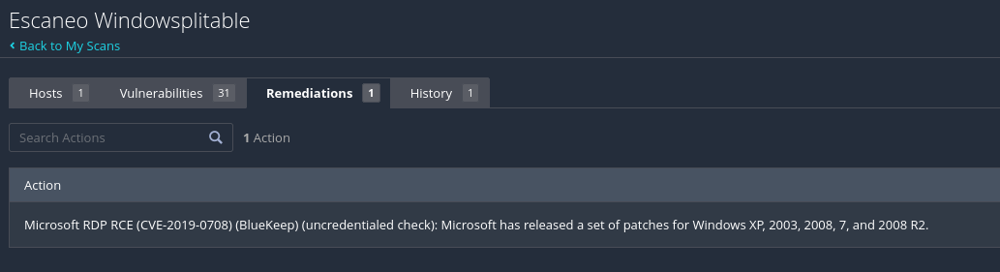 Escaneo Windowsplitable
‹ Back to My Scans
Hosts 1 Vulnerabilities 31 Remediations 1 History 1
Search Actions 1 Action
Action
Microsoft RDP RCE (CVE-2019-0708) (BlueKeep) (uncredentialed check): Microsoft has released a set of patches for Windows XP, 2003, 2008, 7, and 2008 R2.